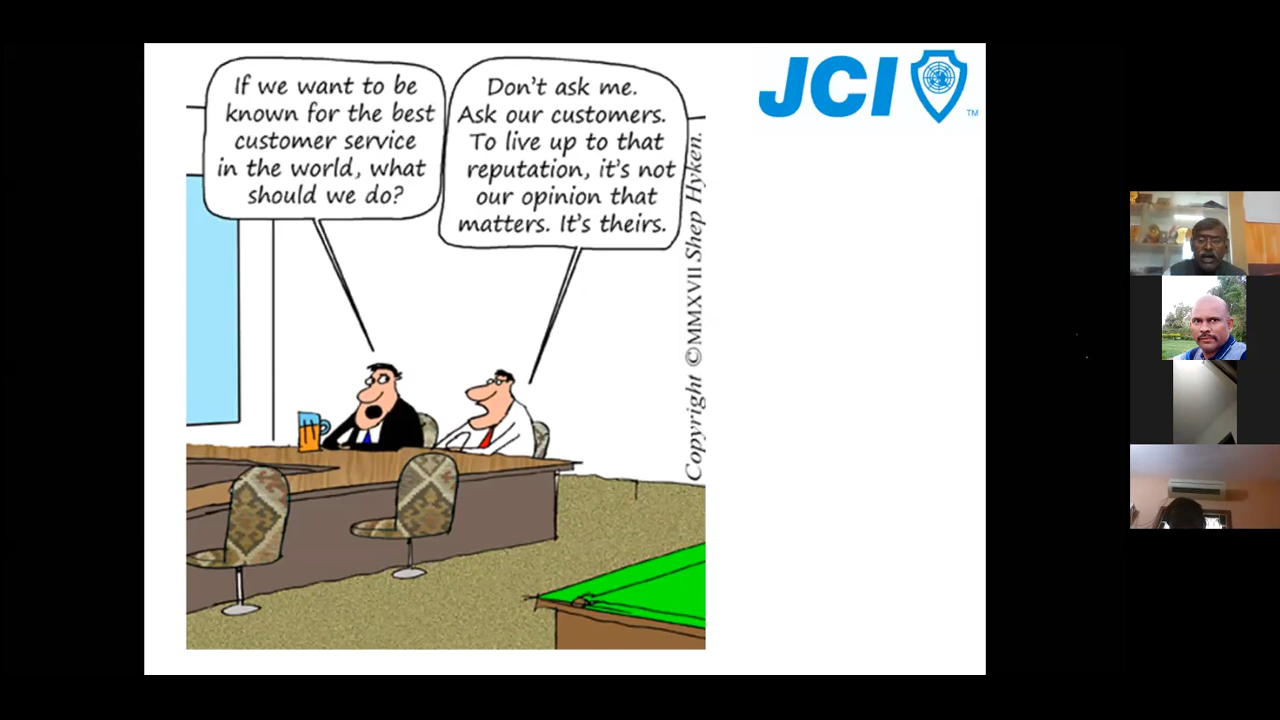 If we want to be
known for the best
customer service
in the world, what
should we do?
Don't ask me.
Ask our customers.
To live up to that
reputation, it's not
our opinion that
matters. It's theirs.
Copyright ©MMXVII Shep Hyken.
JCI
TM